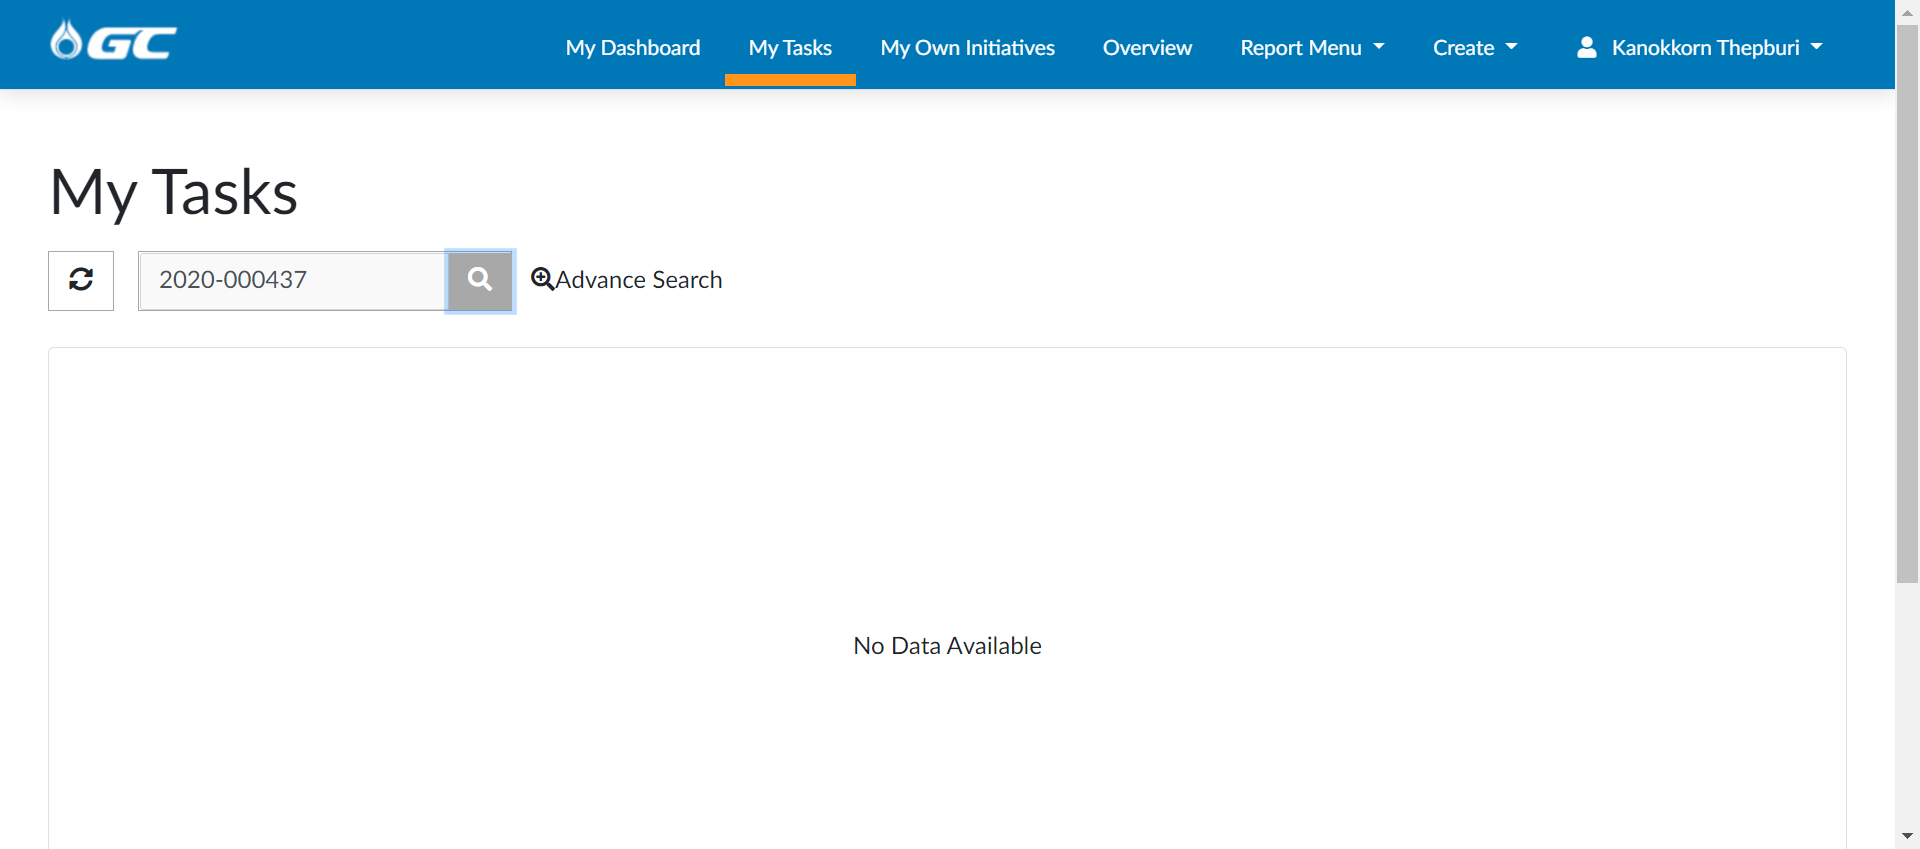 GC
My Dashboard My Tasks My Own Initiatives Overview Report Menu Create Kanokkorn Thepburi
My Tasks
2020-000437 Advance Search
No Data Available